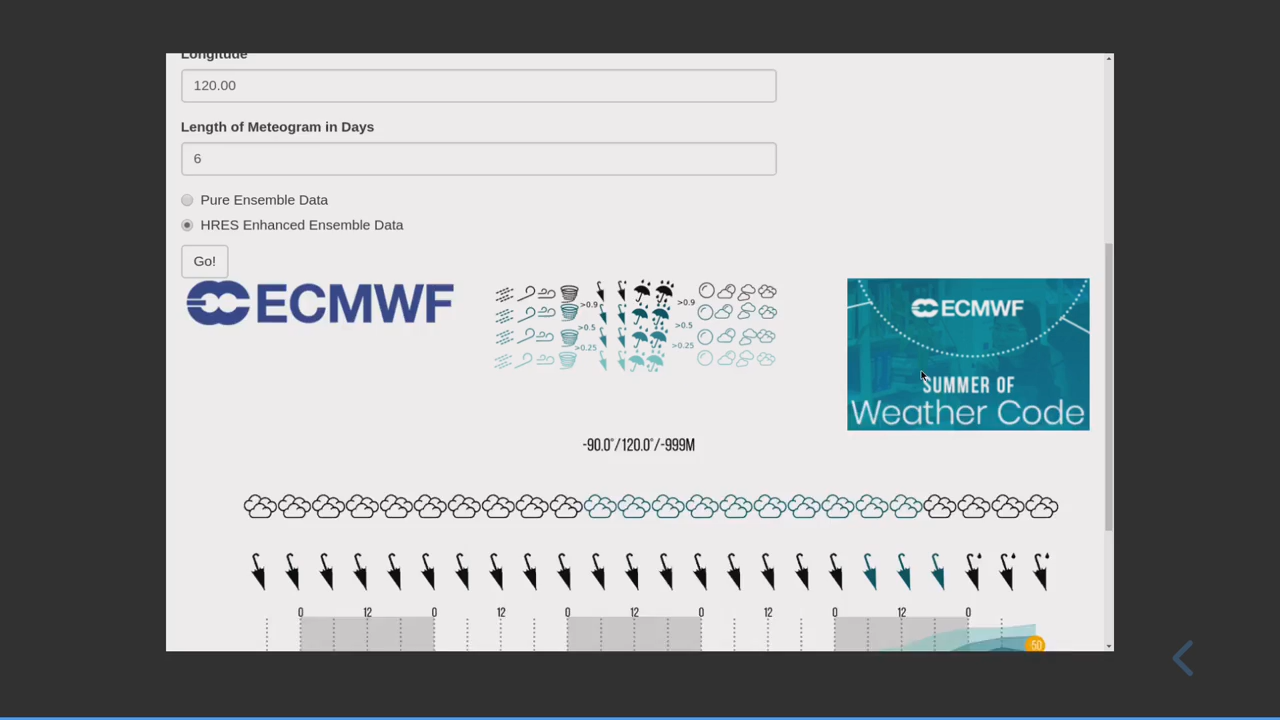 Longitude
120.00
Length of Meteogram in Days
6
Pure Ensemble Data
HRES Enhanced Ensemble Data
Go!
ECMWF
>0.9
>0.5
>0.25
>0.9
>0.5
>0.25
ECMWF
SUMMER OF
Weather Code
-90.0°/120.0°/-999M
0 12 0 12 0 12 0 12 0 12 0
50